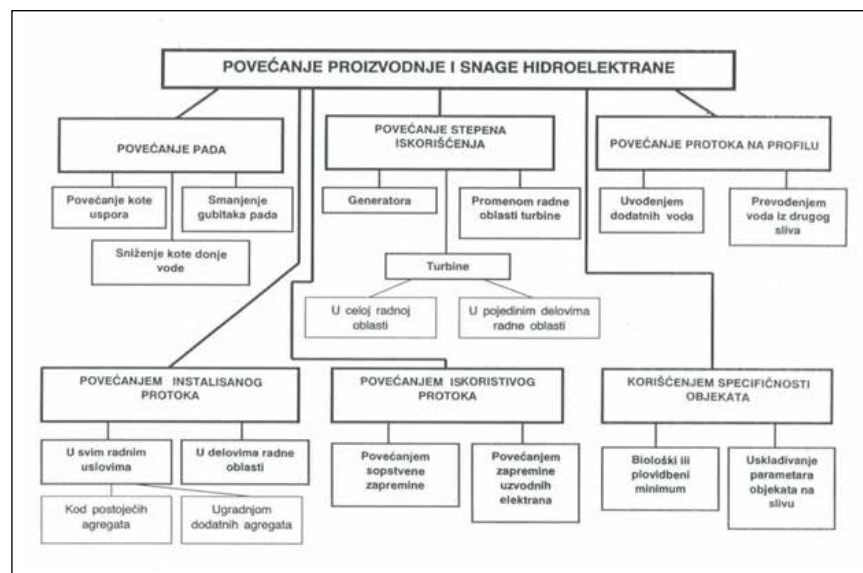 POVEĆANJE PROIZVODNJE I SNAGE HIDROELEKTRANE
POVEĆANJE PADA
POVEĆANJE STEPENA
ISKORIŠĆENJA
POVEĆANJE PROTOKA NA PROFILU
Povećanje kote
uspora
Smanjenje
gubitaka pada
Sniženje kote donje
vode
Generatora
Promenom radne
oblasti turbine
Uvođenjem
dodatnih voda
Prevođenjem
voda iz drugog
sliva
Turbine
U celoj radnoj
oblasti
U pojedinim delovima
radne oblasti
POVEĆANJEM INSTALISANOG
PROTOKA
POVEĆANJEM ISKORISTIVOG
PROTOKA
KORIŠĆENJEM SPECIFIČNOSTI
OBJEKATA
U svim radnim
uslovima
U delovima radne
oblasti
Kod postojećih
agregata
Ugradnjom
dodatnih agregata
Povećanjem
sopstvene
zapremine
Povećanjem
zapremine
uzvodnih
elektrana
Biološki ili
plovidbeni
minimum
Usklađivanje
parametara
objekata na
slivu